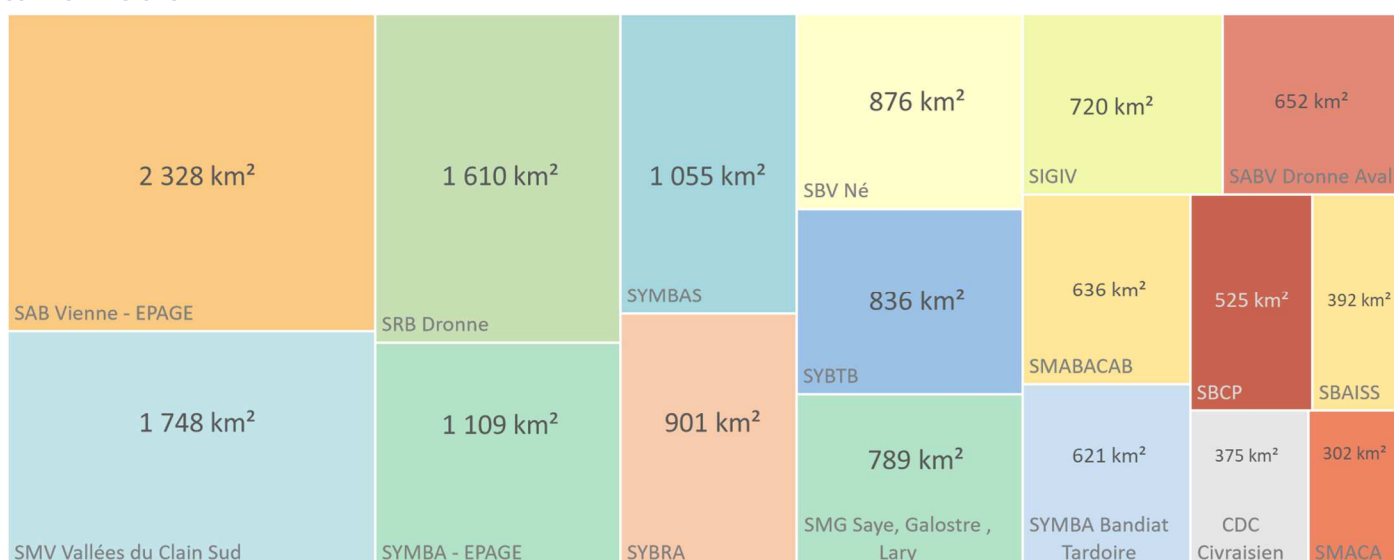 2 328 km²
SAB Vienne - EPAGE
1 748 km²
SMV Vallées du Clain Sud
1 610 km²
SRB Dronne
1 109 km²
SYMBA - EPAGE
1 055 km²
SYMBAS
901 km²
SYBRA
876 km²
SBV Né
836 km²
SYBTB
789 km²
SMG Saye, Galostre ,
Lary
720 km²
SIGIV
652 km²
SABV Dronne Aval
636 km²
SMABACAB
621 km²
SYMBA Bandiat
Tardoire
525 km²
SBCP
392 km²
SBAISS
375 km²
CDC
Civraisien
302 km²
SMACA